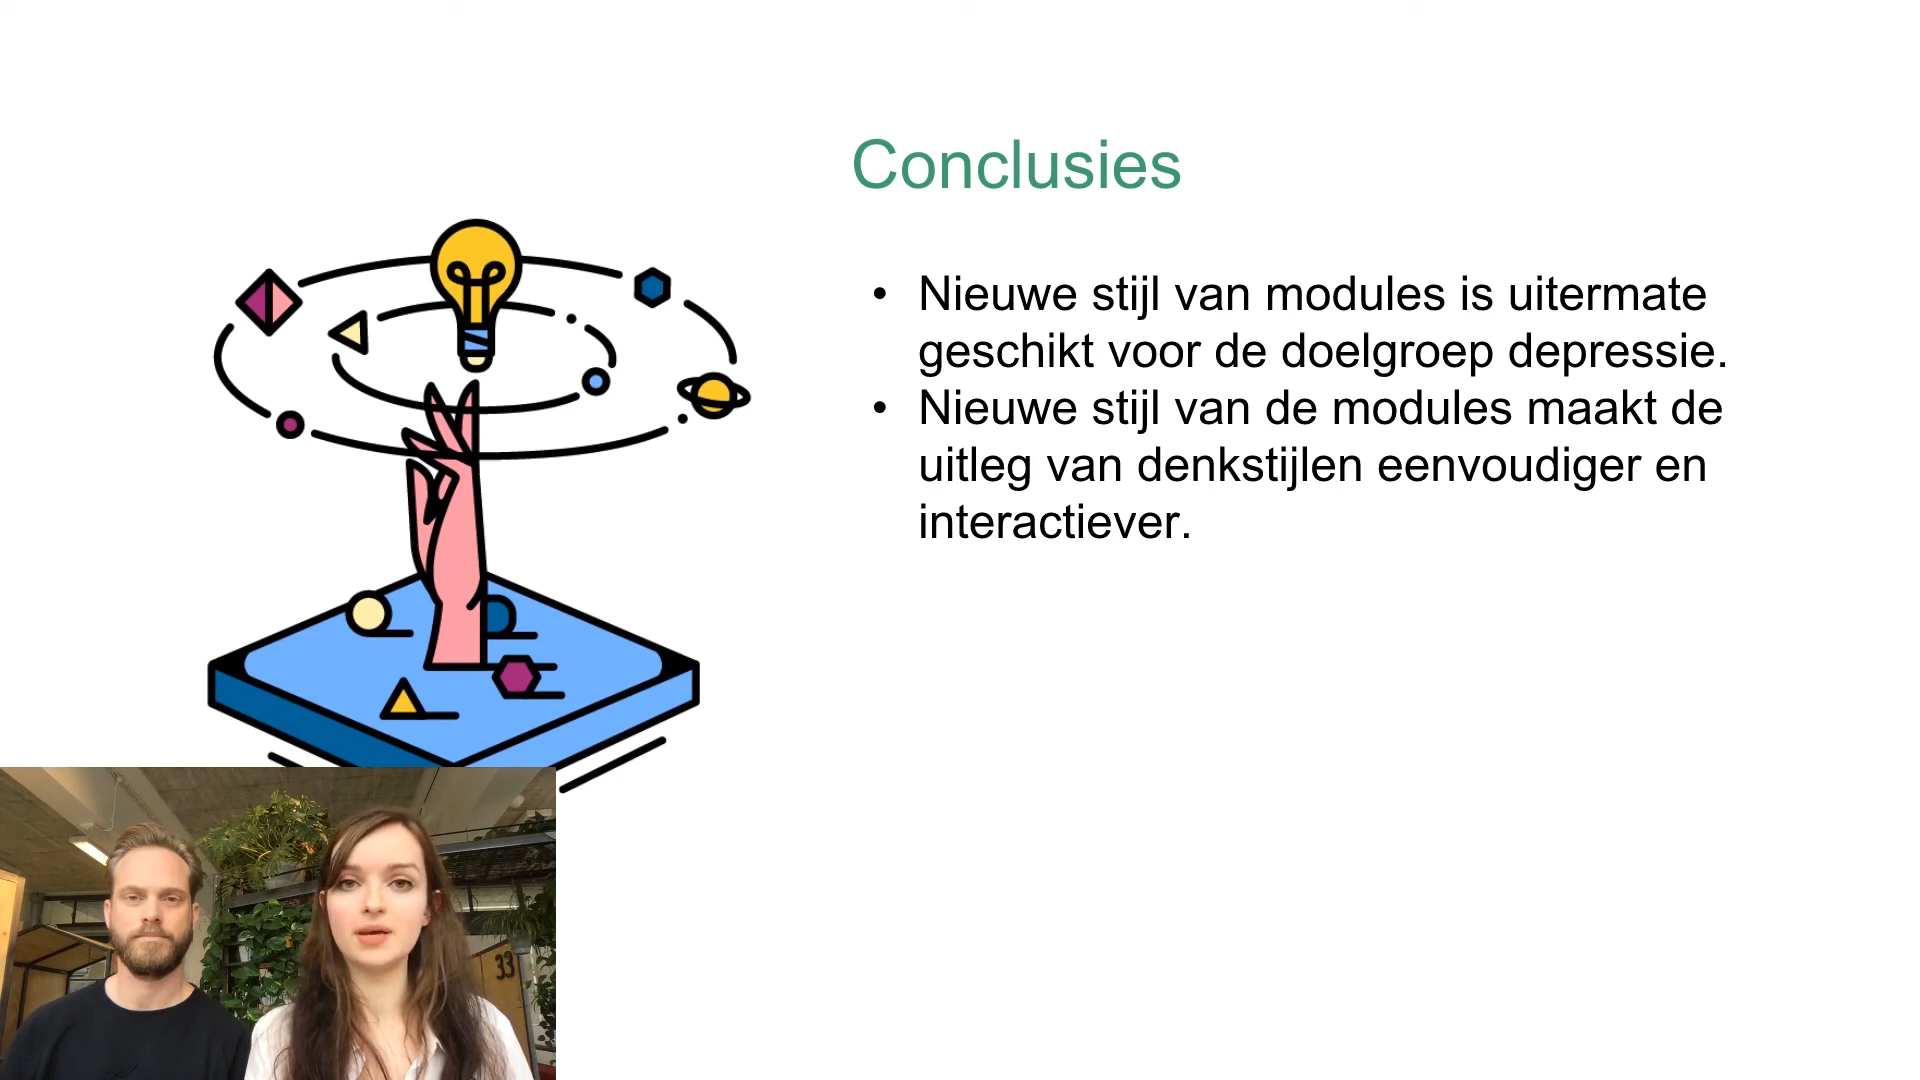 Conclusies
• Nieuwe stijl van modules is uitermate
geschikt voor de doelgroep depressie.
• Nieuwe stijl van de modules maakt de
uitleg van denkstijlen eenvoudiger en
interactiever.
33